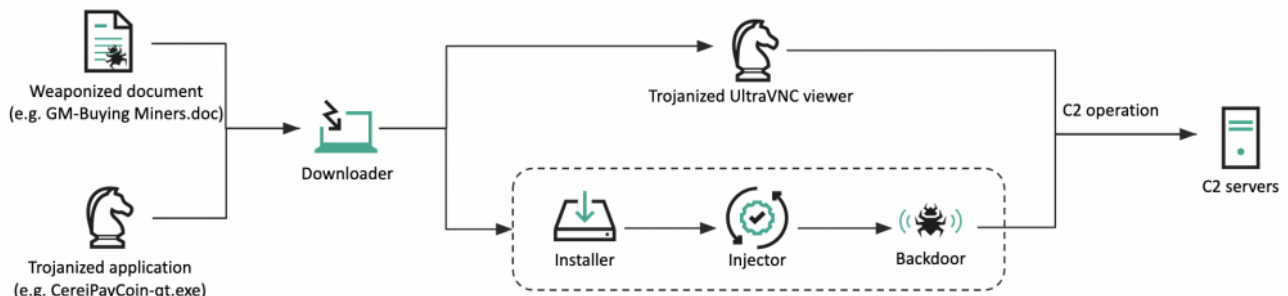 Weaponized document
(e.g. GM-Buying Miners.doc)
Trojanized application
(e.g. CereiPayCoin-qt.exe)
Downloader
Trojanized UltraVNC viewer
Installer
Injector
Backdoor
C2 operation
C2 servers